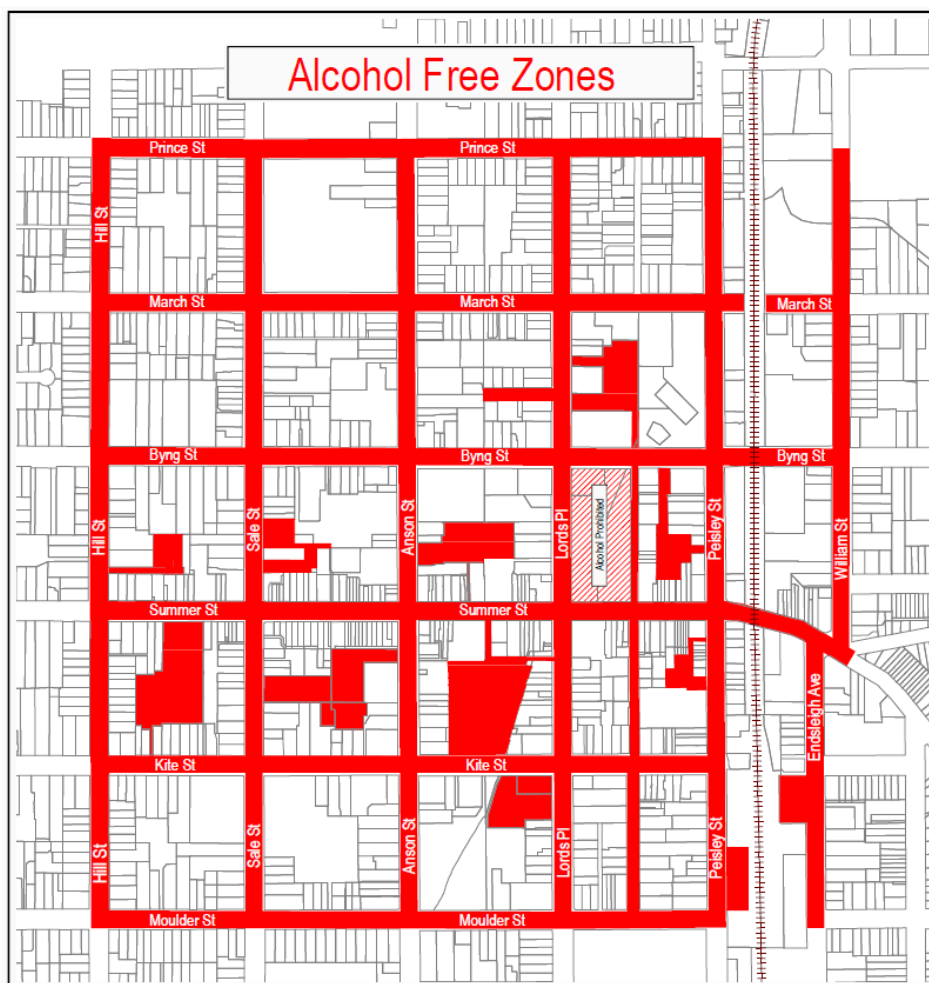 Alcohol Free Zones
Prince St
Prince St
Hill St
March St
March St
March St
Byng St
Byng St
Byng St
Hill St
Sale St
Anson St
Lords Pl
Alcohol Prohibited
Peisley St
William St
Summer St
Summer St
Endsleigh Ave
Kite St
Kite St
Hill St
Sale St
Anson St
Lords Pl
Peisley St
Moulder St
Moulder St